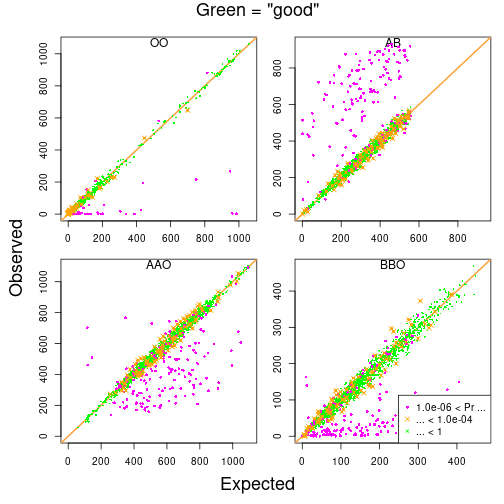 Green = "good"
OO
AB
0 200 400 600 800 1000
0 200 400 600 800
0 200 400 600 800 1000
0 200 400 600 800
AAO
BBO
0 200 400 600 800 1000
0 100 200 300 400
0 200 400 600 800 1000
0 200 400
1.0e-06 < Pr ...
... < 1.0e-04
... < 1
Observed
Expected